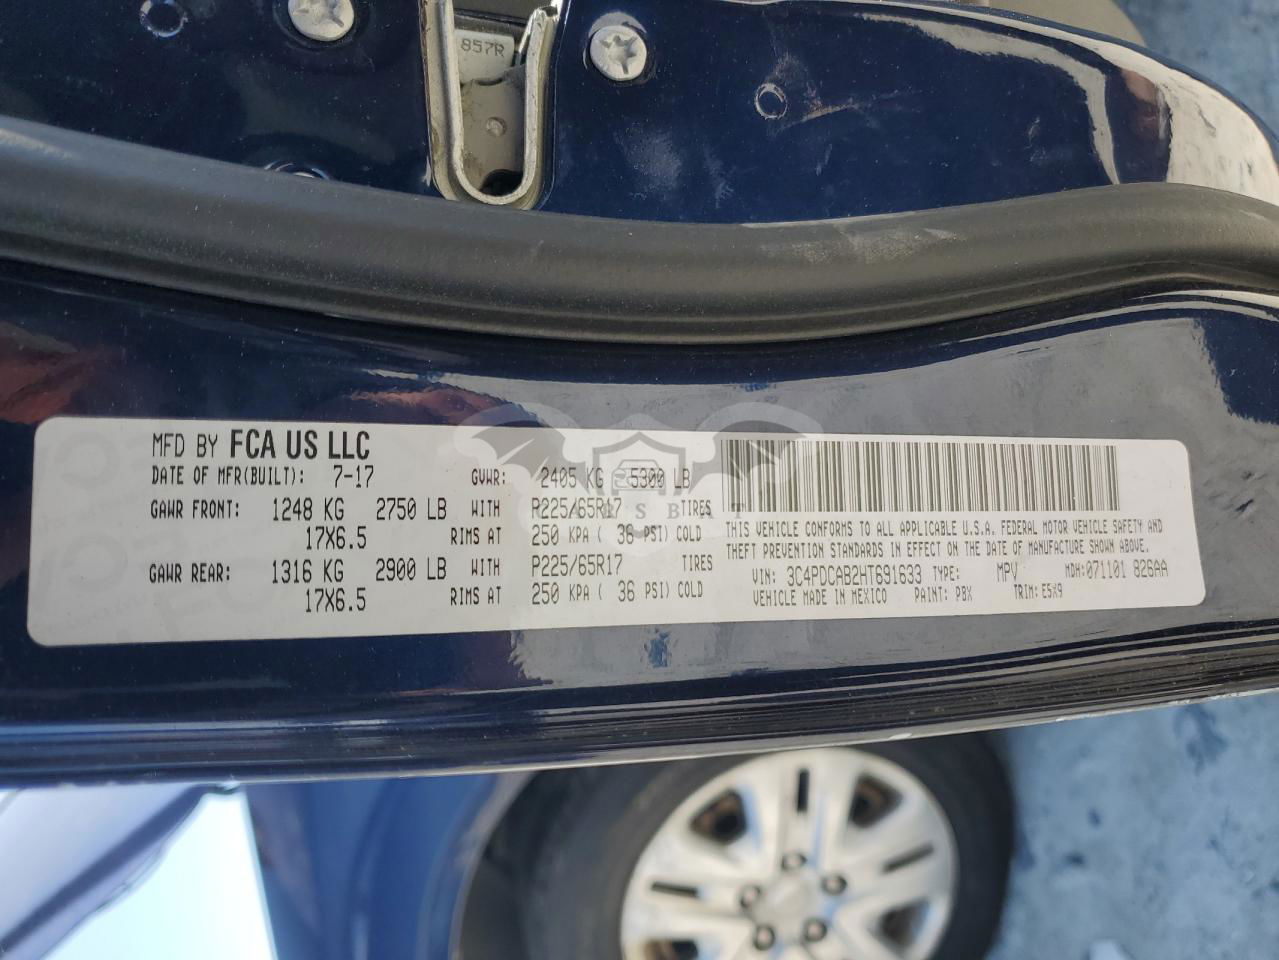 857R
MFD BY FCA US LLC
DATE OF MFR(BUILT): 7-17 GVWR: 2405 KG 5300 LB
GAWR FRONT: 1248 KG 2750 LB WITH P225/65R17 TIRES
17X6.5 RIMS AT 250 KPA ( 36 PSI) COLD
GAWR REAR: 1316 KG 2900 LB WITH P225/65R17 TIRES
17X6.5 RIMS AT 250 KPA ( 36 PSI) COLD
THIS VEHICLE CONFORMS TO ALL APPLICABLE U.S.A. FEDERAL MOTOR VEHICLE SAFETY AND
THEFT PREVENTION STANDARDS IN EFFECT ON THE DATE OF MANUFACTURE SHOWN ABOVE.
VIN: 3C4PDCAB2HT691633 TYPE: MPV MDH:071101 826AA
VEHICLE MADE IN MEXICO PAINT: PBX TRIM: E5X9